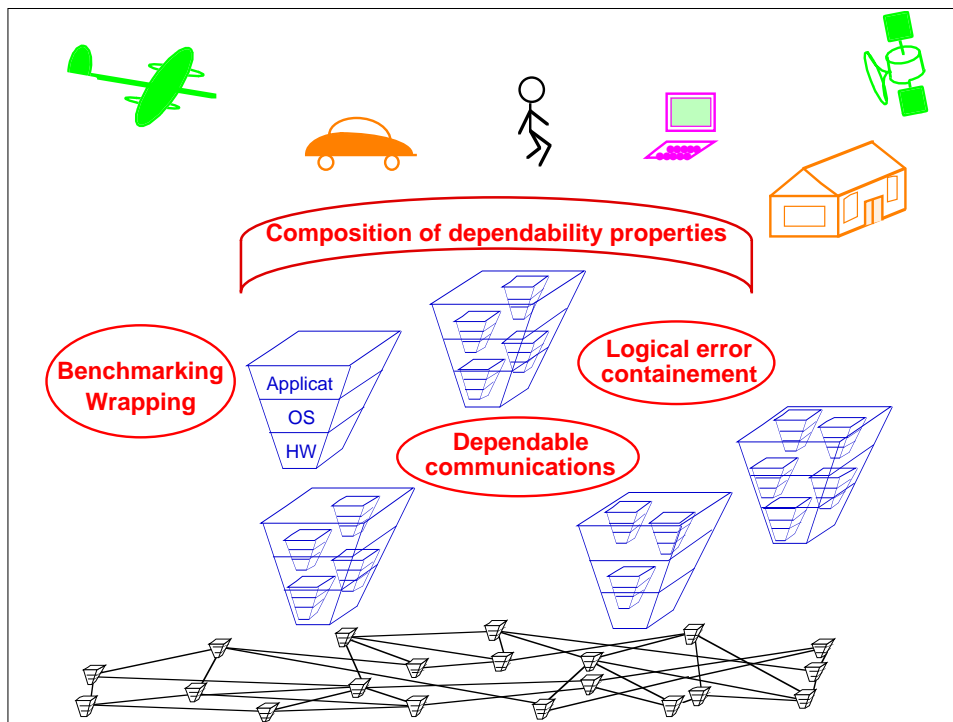 Composition of dependability properties
Benchmarking
Wrapping
Applicat
OS
HW
Logical error
containement
Dependable
communications